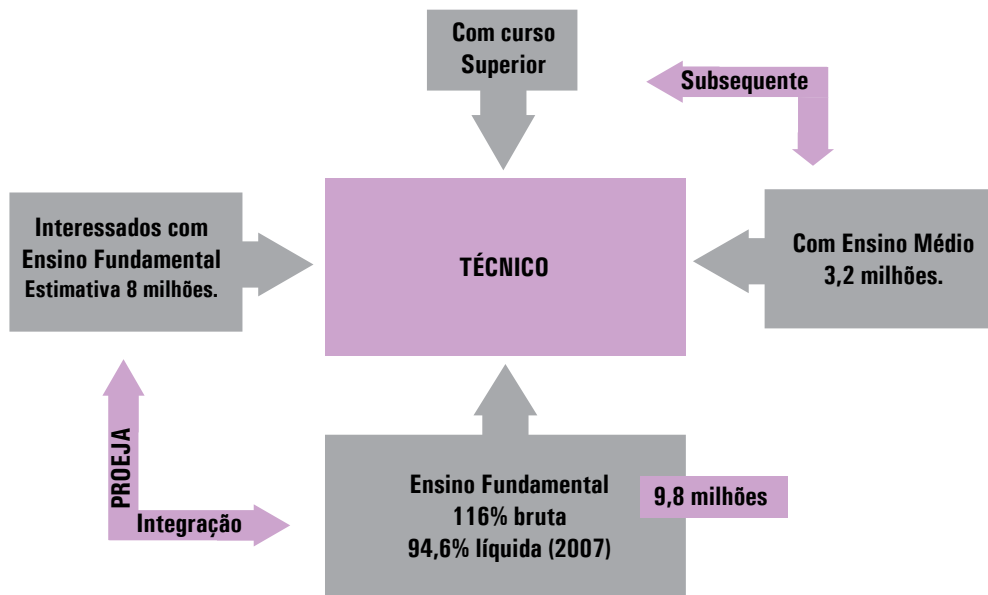 Com curso
Superior
Subsequente
Interessados com
Ensino Fundamental
Estimativa 8 milhões.
TÉCNICO
Com Ensino Médio
3,2 milhões.
PROEJA
Integração
Ensino Fundamental
116% bruta
94,6% líquida (2007)
9,8 milhões